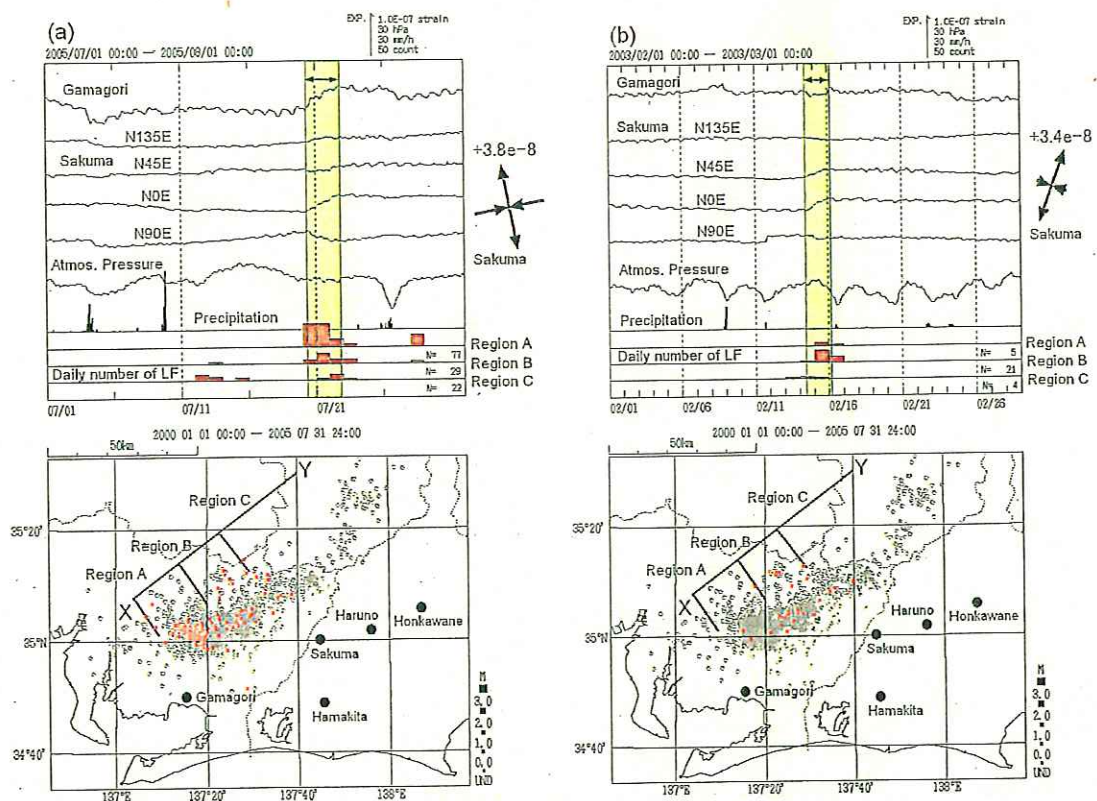 (a)
EXP. 1.0E-07 strain
30 hPa
30 mm/h
50 count
2005/07/01 00:00 — 2005/08/01 00:00
Gamagori
N135E
Sakuma N45E
N0E
N90E
Atmos. Pressure
Precipitation
Region A
N= 77
Region B
Daily number of LF
N= 29
Region C
N= 22
07/01 07/11 07/21
+3.8e-8
Sakuma
2000 01 01 00:00 — 2005 07 31 24:00
50km
Y
Region C
Region B
Region A
X
35°20'
35°N
34°40'
Haruno
Honkawane
Sakuma
Gamagori
Hamakita
M
3.0
2.0
1.0
0.0
UND
137°E 137°20' 137°40' 138°E
(b)
EXP. 1.0E-07 strain
30 hPa
30 mm/h
50 count
2003/02/01 00:00 — 2003/03/01 00:00
Gamagori
Sakuma N135E
N45E
N0E
N90E
Atmos. Pressure
Precipitation
Region A
Daily number of LF
N= 5
Region B
N= 21
Region C
N= 4
02/01 02/06 02/11 02/16 02/21 02/26
+3.4e-8
Sakuma
2000 01 01 00:00 — 2005 07 31 24:00
50km
Y
Region C
Region B
Region A
X
35°20'
35°N
34°40'
Haruno
Honkawane
Sakuma
Gamagori
Hamakita
M
3.0
2.0
1.0
0.0
UND
137°E 137°20' 137°40' 138°E